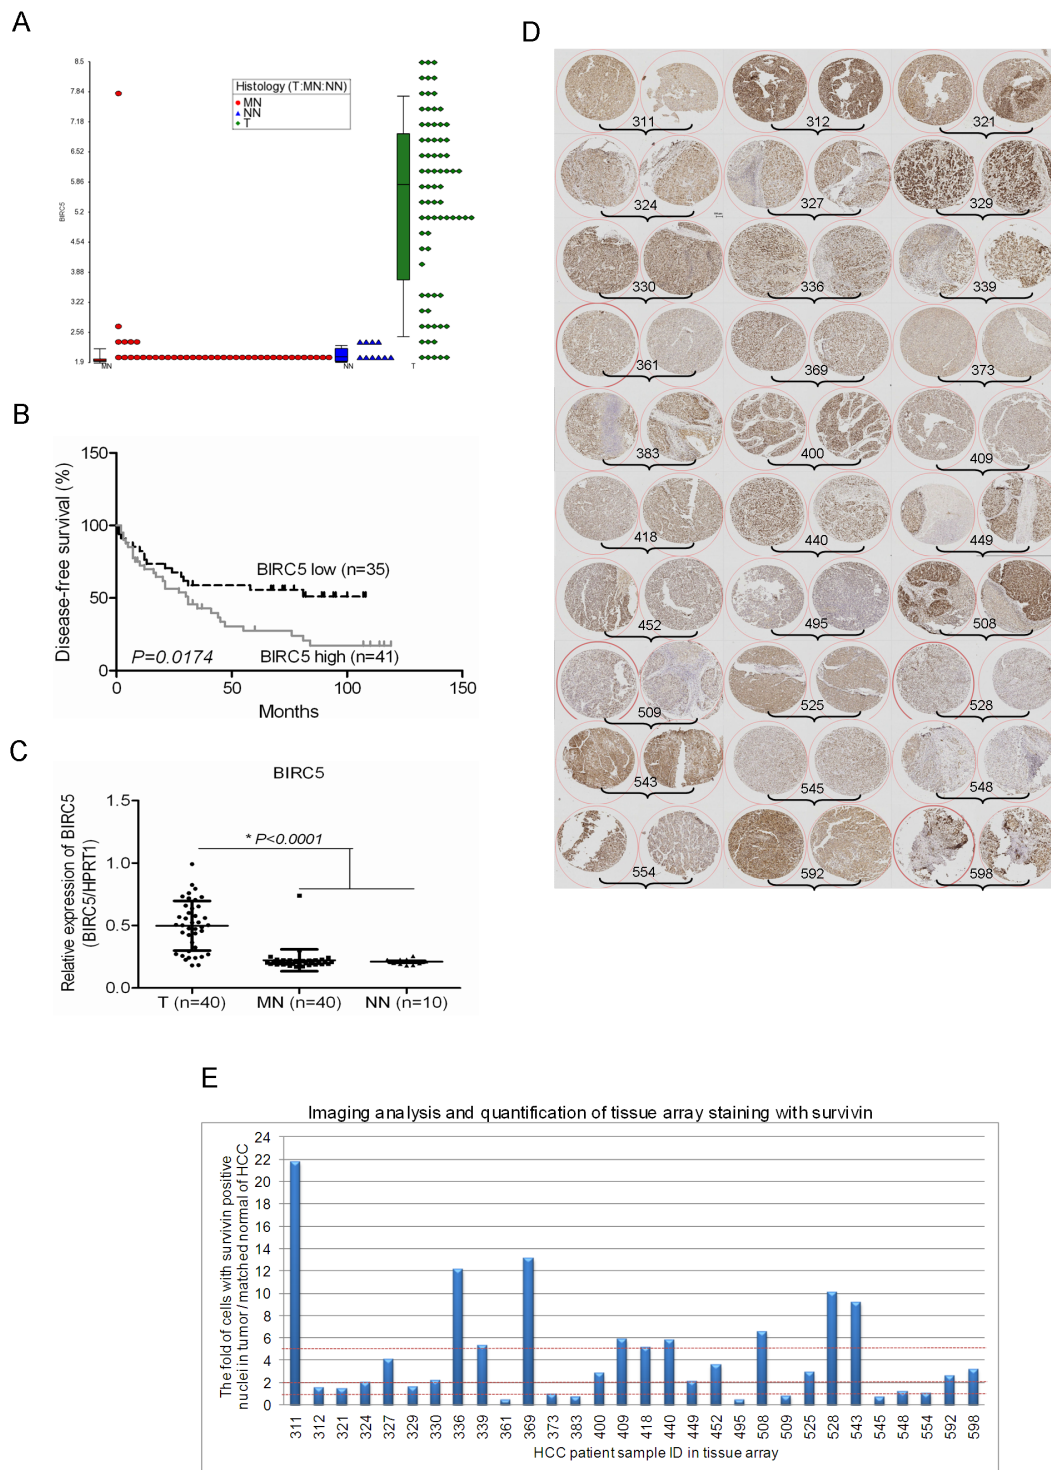 A
8.5
7.84
7.18
6.52
5.86
5.2
4.54
3.88
3.22
2.56
1.9
BIRC5
Histology (T:MN:NN)
MN
NN
T
MN
NN
T
B
150
100
50
0
Disease-free survival (%)
BIRC5 low (n=35)
BIRC5 high (n=41)
P=0.0174
0
50
100
150
Months
C
BIRC5
1.5
1.0
0.5
0.0
Relative expression of BIRC5
(BIRC5/HPRT1)
* P<0.0001
T (n=40)
MN (n=40)
NN (n=10)
D
311
312
321
324
327
329
330
336
339
361
369
373
383
400
409
418
440
449
452
495
508
509
525
528
543
545
548
554
592
598
E
Imaging analysis and quantification of tissue array staining with survivin
The fold of cells with survivin positive
nuclei in tumor / matched normal of HCC
24
22
20
18
16
14
12
10
8
6
4
2
0
311 312 321 324 327 329 330 336 339 361 369 373 383 400 409 418 440 449 452 495 508 509 525 528 543 545 548 554 592 598
HCC patient sample ID in tissue array